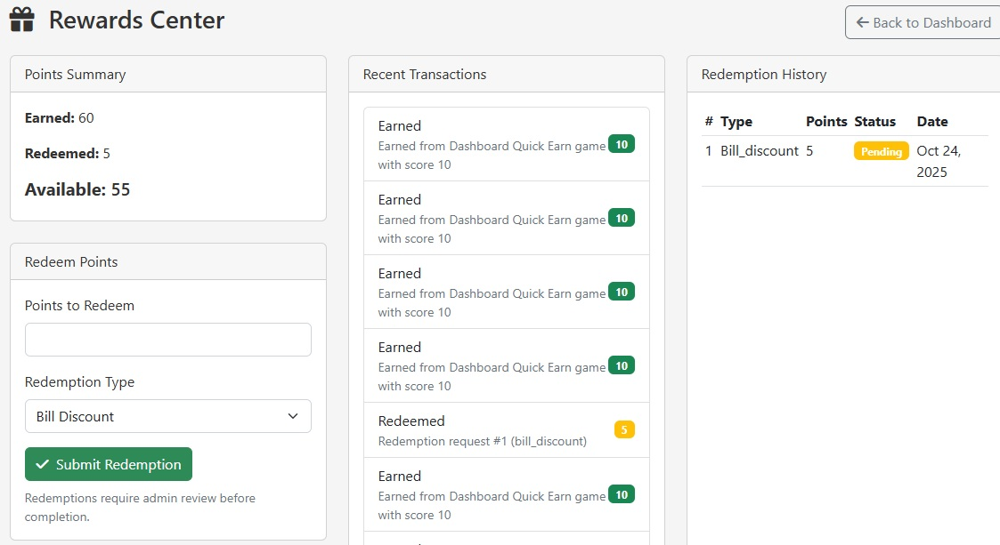 Rewards Center
Back to Dashboard
Points Summary
Earned: 60
Redeemed: 5
Available: 55
Redeem Points
Points to Redeem
Redemption Type
Bill Discount
Submit Redemption
Redemptions require admin review before
completion.
Recent Transactions
Earned
Earned from Dashboard Quick Earn game 10
with score 10
Earned
Earned from Dashboard Quick Earn game 10
with score 10
Earned
Earned from Dashboard Quick Earn game 10
with score 10
Earned
Earned from Dashboard Quick Earn game 10
with score 10
Redeemed
5
Redemption request #1 (bill_discount)
Earned
Earned from Dashboard Quick Earn game 10
with score 10
Redemption History
# Type Points Status Date
1 Bill_discount 5 Pending Oct 24,
2025